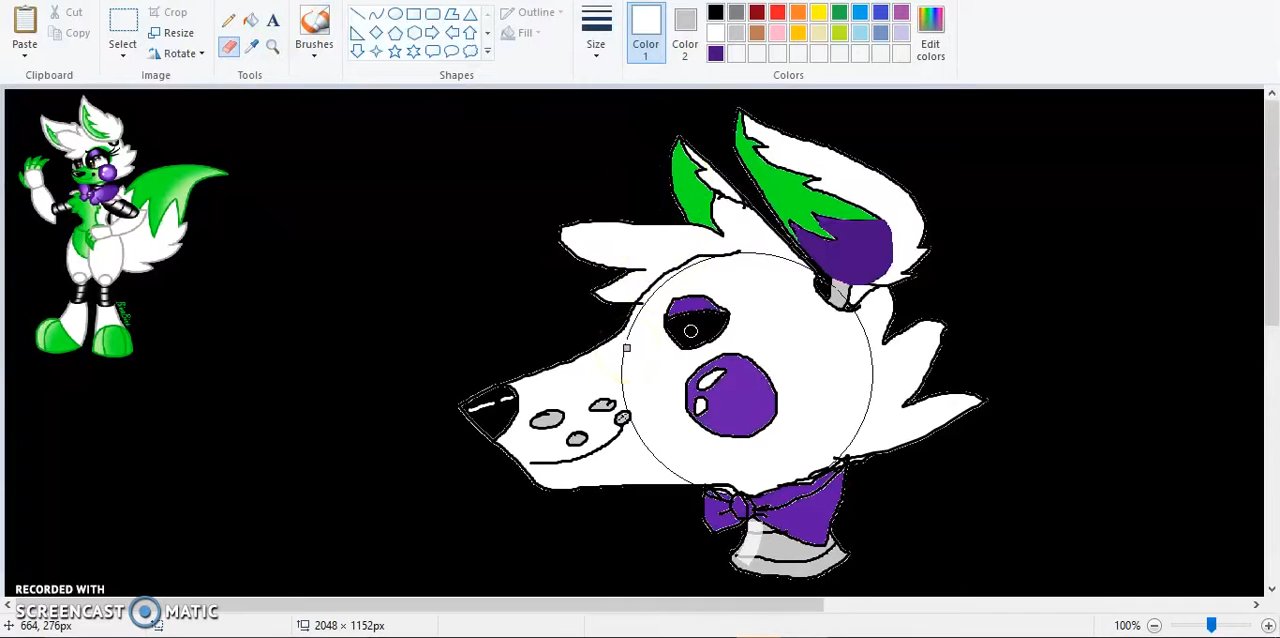 Paste
Cut
Copy
Clipboard
Select
Crop
Resize
Rotate
Image
A
Tools
Brushes
Shapes
Outline
Fill
Size
Color 1
Color 2
Edit colors
Colors
RECORDED WITH
SCREENCAST MATIC
664, 276px
2048 × 1152px
100%